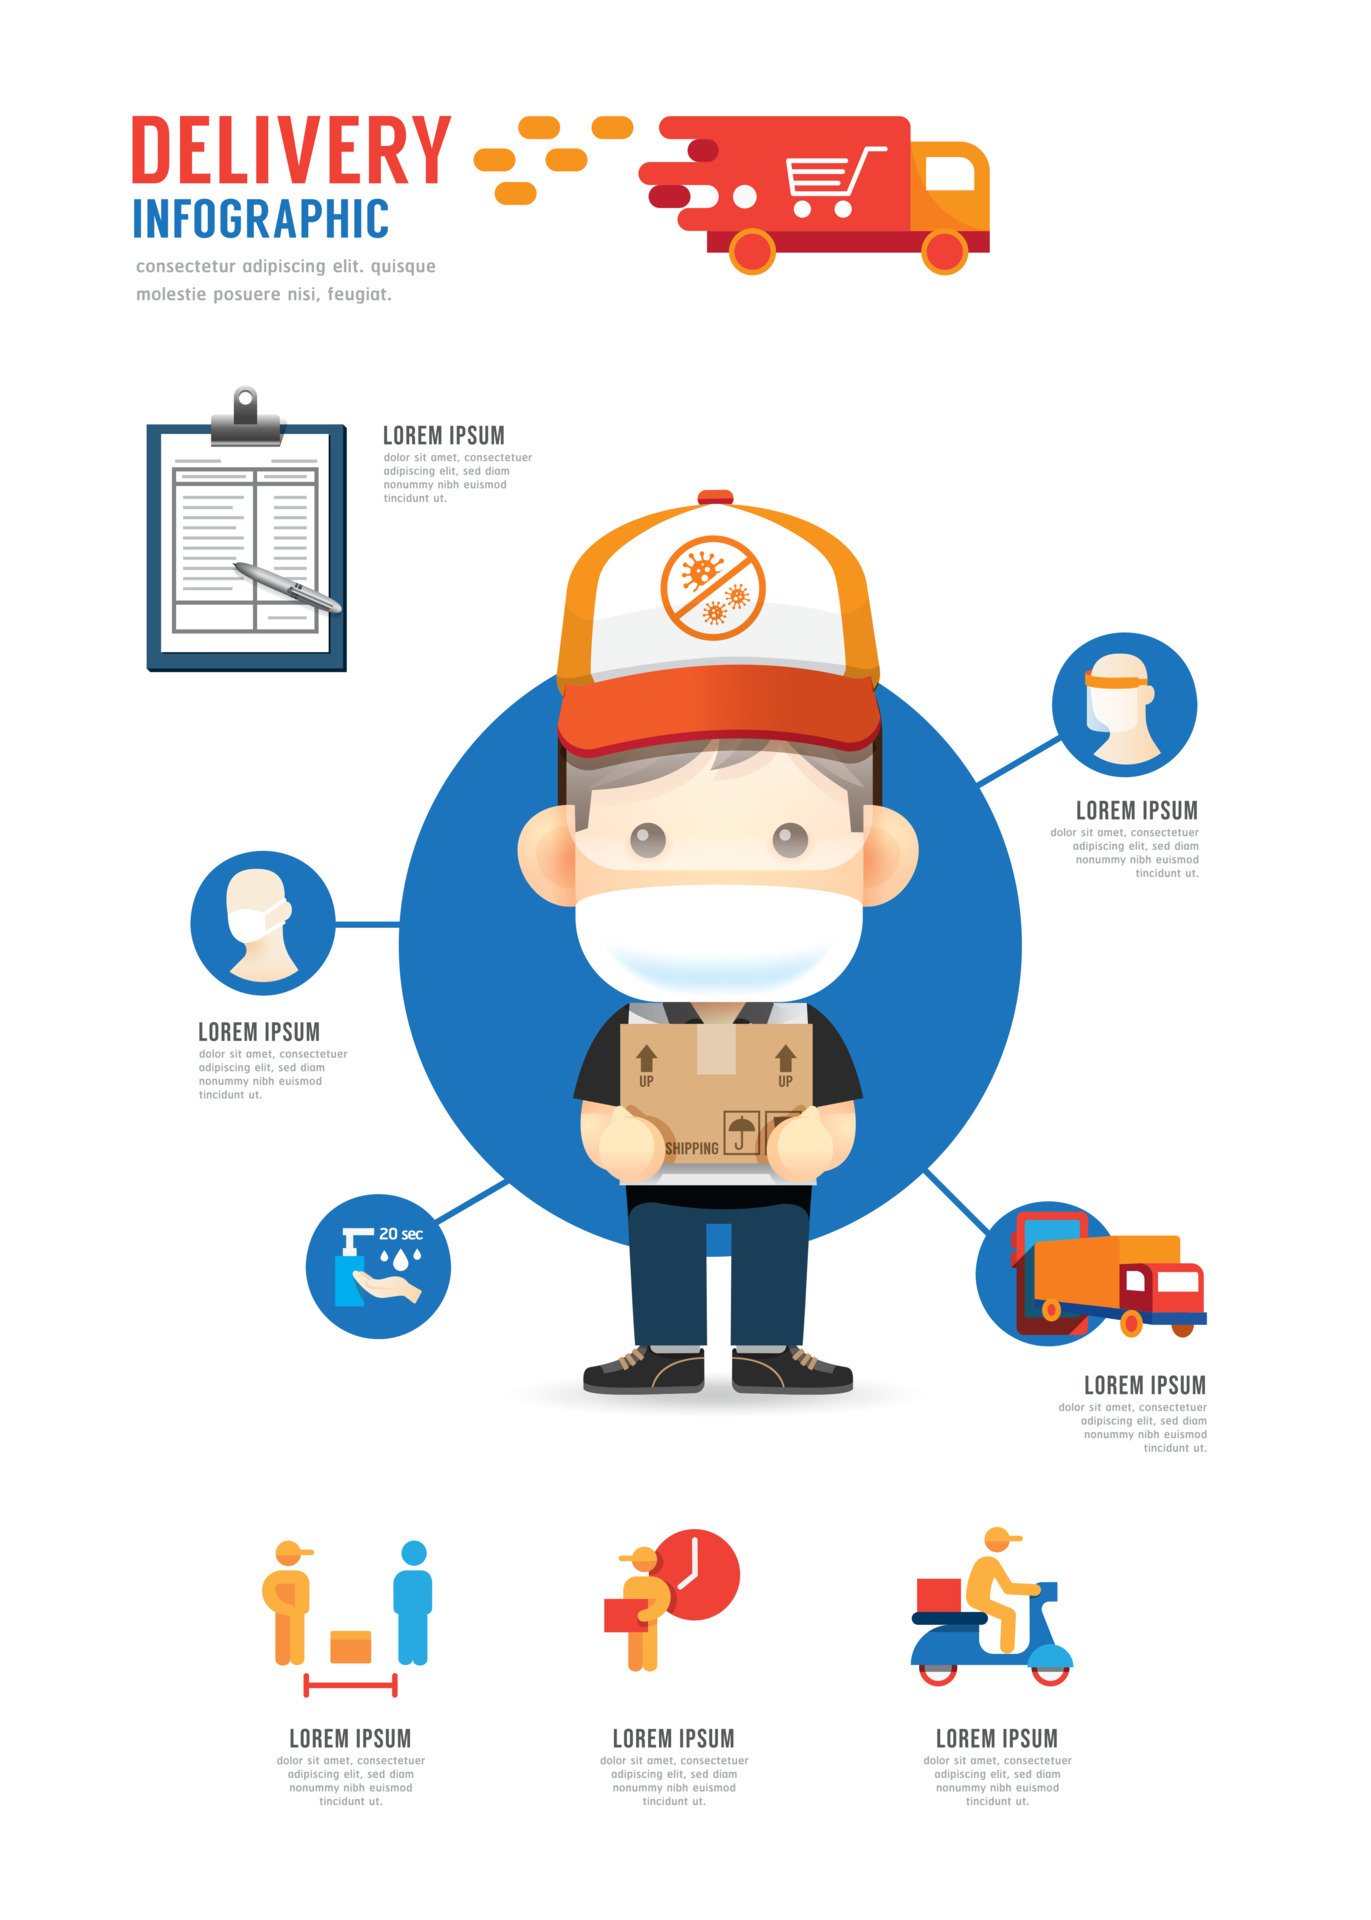 DELIVERY
INFOGRAPHIC
consectetur adipiscing elit. quisque
molestie posuere nisi, feugiat.
LOREM IPSUM
dolor sit amet, consectetuer
adipiscing elit, sed diam
nonummy nibh euismod
tincidunt ut.
LOREM IPSUM
dolor sit amet, consectetuer
adipiscing elit, sed diam
nonummy nibh euismod
tincidunt ut.
LOREM IPSUM
dolor sit amet, consectetuer
adipiscing elit, sed diam
nonummy nibh euismod
tincidunt ut.
UP
UP
SHIPPING
20 sec
LOREM IPSUM
dolor sit amet, consectetuer
adipiscing elit, sed diam
nonummy nibh euismod
tincidunt ut.
LOREM IPSUM
dolor sit amet, consectetuer
adipiscing elit, sed diam
nonummy nibh euismod
tincidunt ut.
LOREM IPSUM
dolor sit amet, consectetuer
adipiscing elit, sed diam
nonummy nibh euismod
tincidunt ut.
LOREM IPSUM
dolor sit amet, consectetuer
adipiscing elit, sed diam
nonummy nibh euismod
tincidunt ut.